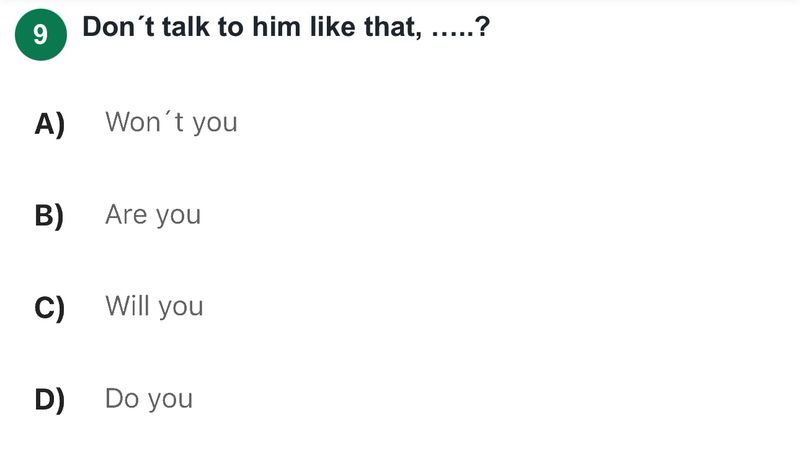 9 Don´t talk to him like that, …..?
A) Won´t you
B) Are you
C) Will you
D) Do you